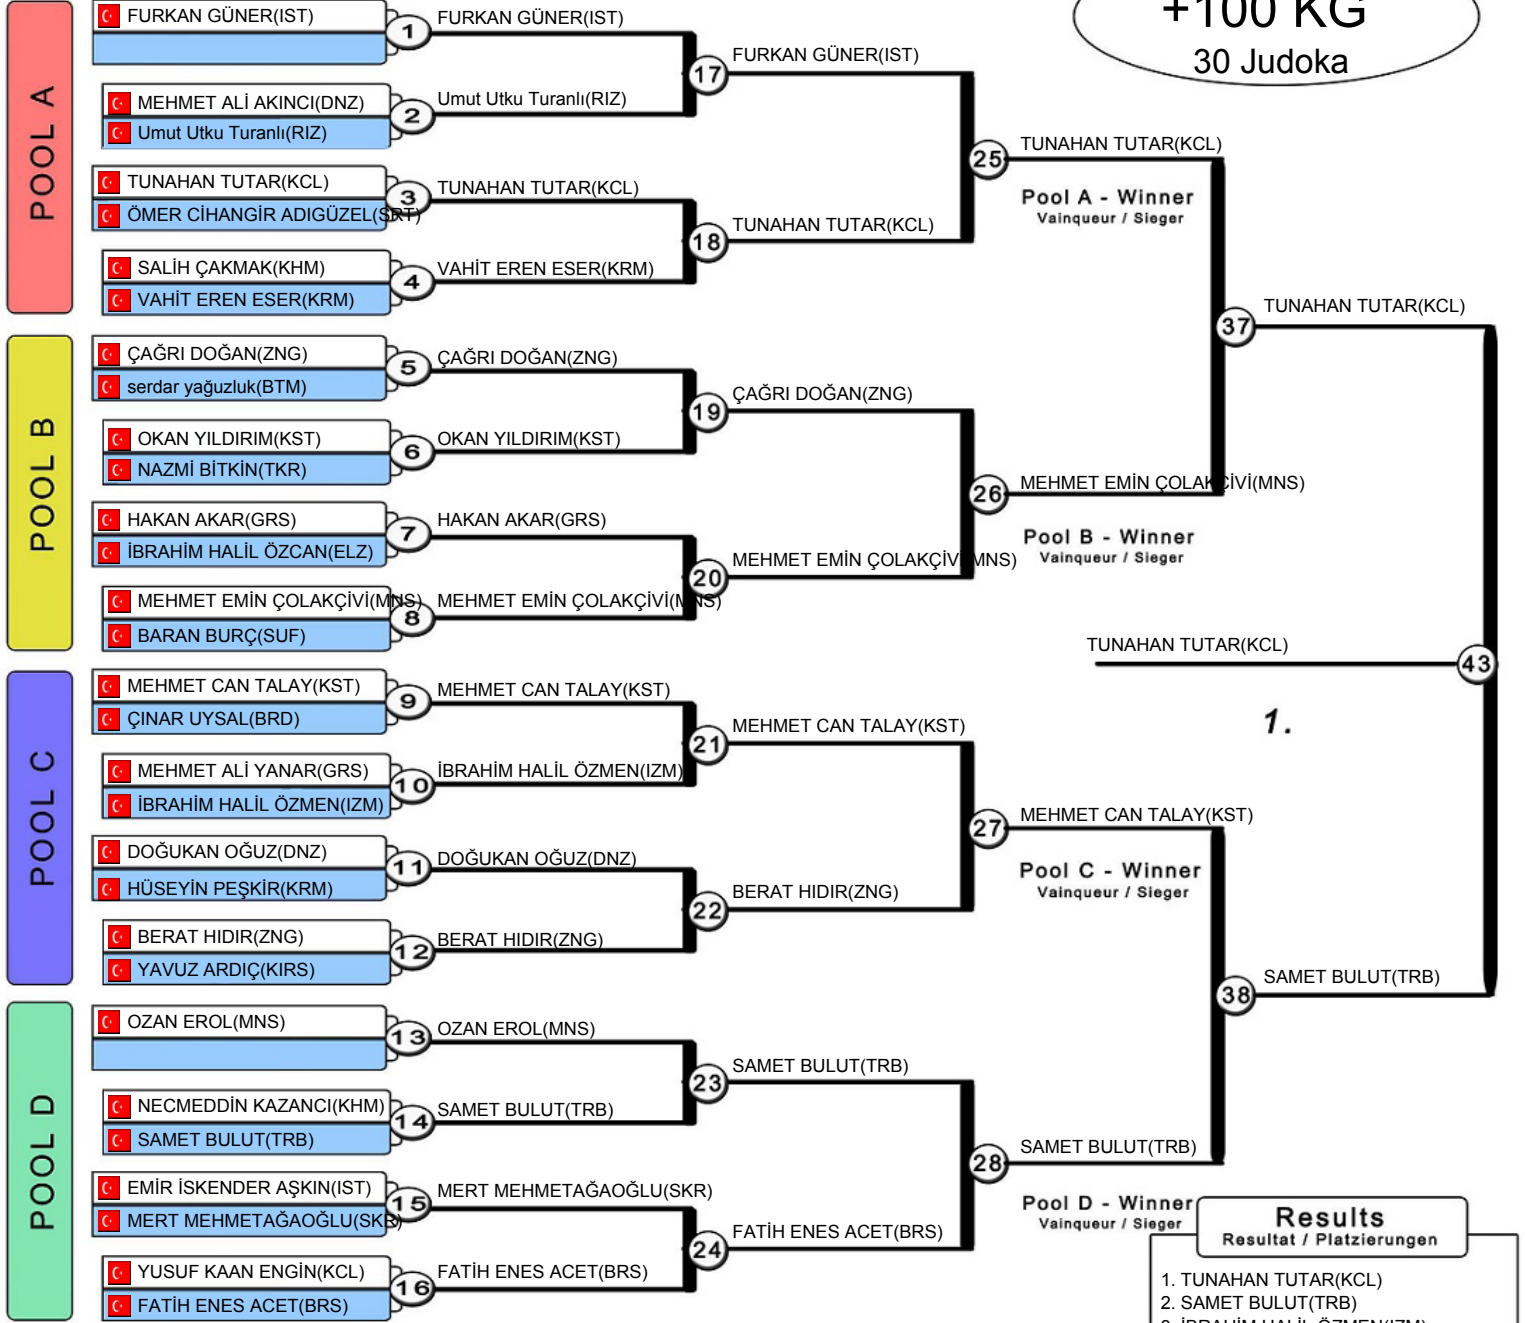 +100 KG
30 Judoka
POOL A
FURKAN GÜNER(IST)
MEHMET ALİ AKINCI(DNZ)
Umut Utku Turanlı(RIZ)
TUNAHAN TUTAR(KCL)
ÖMER CİHANGİR ADIGÜZEL(SRT)
SALİH ÇAKMAK(KHM)
VAHİT EREN ESER(KRM)
POOL B
ÇAĞRI DOĞAN(ZNG)
serdar yağuzluk(BTM)
OKAN YILDIRIM(KST)
NAZMİ BİTKİN(TKR)
HAKAN AKAR(GRS)
İBRAHİM HALİL ÖZCAN(ELZ)
MEHMET EMİN ÇOLAKÇİVİ(MNS)
BARAN BURÇ(SUF)
POOL C
MEHMET CAN TALAY(KST)
ÇINAR UYSAL(BRD)
MEHMET ALİ YANAR(GRS)
İBRAHİM HALİL ÖZMEN(IZM)
DOĞUKAN OĞUZ(DNZ)
HÜSEYİN PEŞKİR(KRM)
BERAT HIDIR(ZNG)
YAVUZ ARDIÇ(KIRS)
POOL D
OZAN EROL(MNS)
NECMEDDİN KAZANCI(KHM)
SAMET BULUT(TRB)
EMİR İSKENDER AŞKIN(IST)
MERT MEHMETAĞAOĞLU(SKR)
YUSUF KAAN ENGİN(KCL)
FATİH ENES ACET(BRS)
1 FURKAN GÜNER(IST)
2 Umut Utku Turanlı(RIZ)
3 TUNAHAN TUTAR(KCL)
4 VAHİT EREN ESER(KRM)
5 ÇAĞRI DOĞAN(ZNG)
6 OKAN YILDIRIM(KST)
7 HAKAN AKAR(GRS)
8 MEHMET EMİN ÇOLAKÇİVİ(MNS)
9 MEHMET CAN TALAY(KST)
10 İBRAHİM HALİL ÖZMEN(IZM)
11 DOĞUKAN OĞUZ(DNZ)
12 BERAT HIDIR(ZNG)
13 OZAN EROL(MNS)
14 SAMET BULUT(TRB)
15 MERT MEHMETAĞAOĞLU(SKR)
16 FATİH ENES ACET(BRS)
17 FURKAN GÜNER(IST)
18 TUNAHAN TUTAR(KCL)
19 ÇAĞRI DOĞAN(ZNG)
20 MEHMET EMİN ÇOLAKÇİVİ(MNS)
21 MEHMET CAN TALAY(KST)
22 BERAT HIDIR(ZNG)
23 SAMET BULUT(TRB)
24 FATİH ENES ACET(BRS)
25 TUNAHAN TUTAR(KCL)
Pool A - Winner
Vainqueur / Sieger
26 MEHMET EMİN ÇOLAKÇİVİ(MNS)
Pool B - Winner
Vainqueur / Sieger
27 MEHMET CAN TALAY(KST)
Pool C - Winner
Vainqueur / Sieger
28 SAMET BULUT(TRB)
Pool D - Winner
Vainqueur / Sieger
37 TUNAHAN TUTAR(KCL)
38 SAMET BULUT(TRB)
TUNAHAN TUTAR(KCL) 43
1.
Results
Resultat / Platzierungen
1. TUNAHAN TUTAR(KCL)
2. SAMET BULUT(TRB)
3. İBRAHİM HALİL ÖZMEN(IZM)